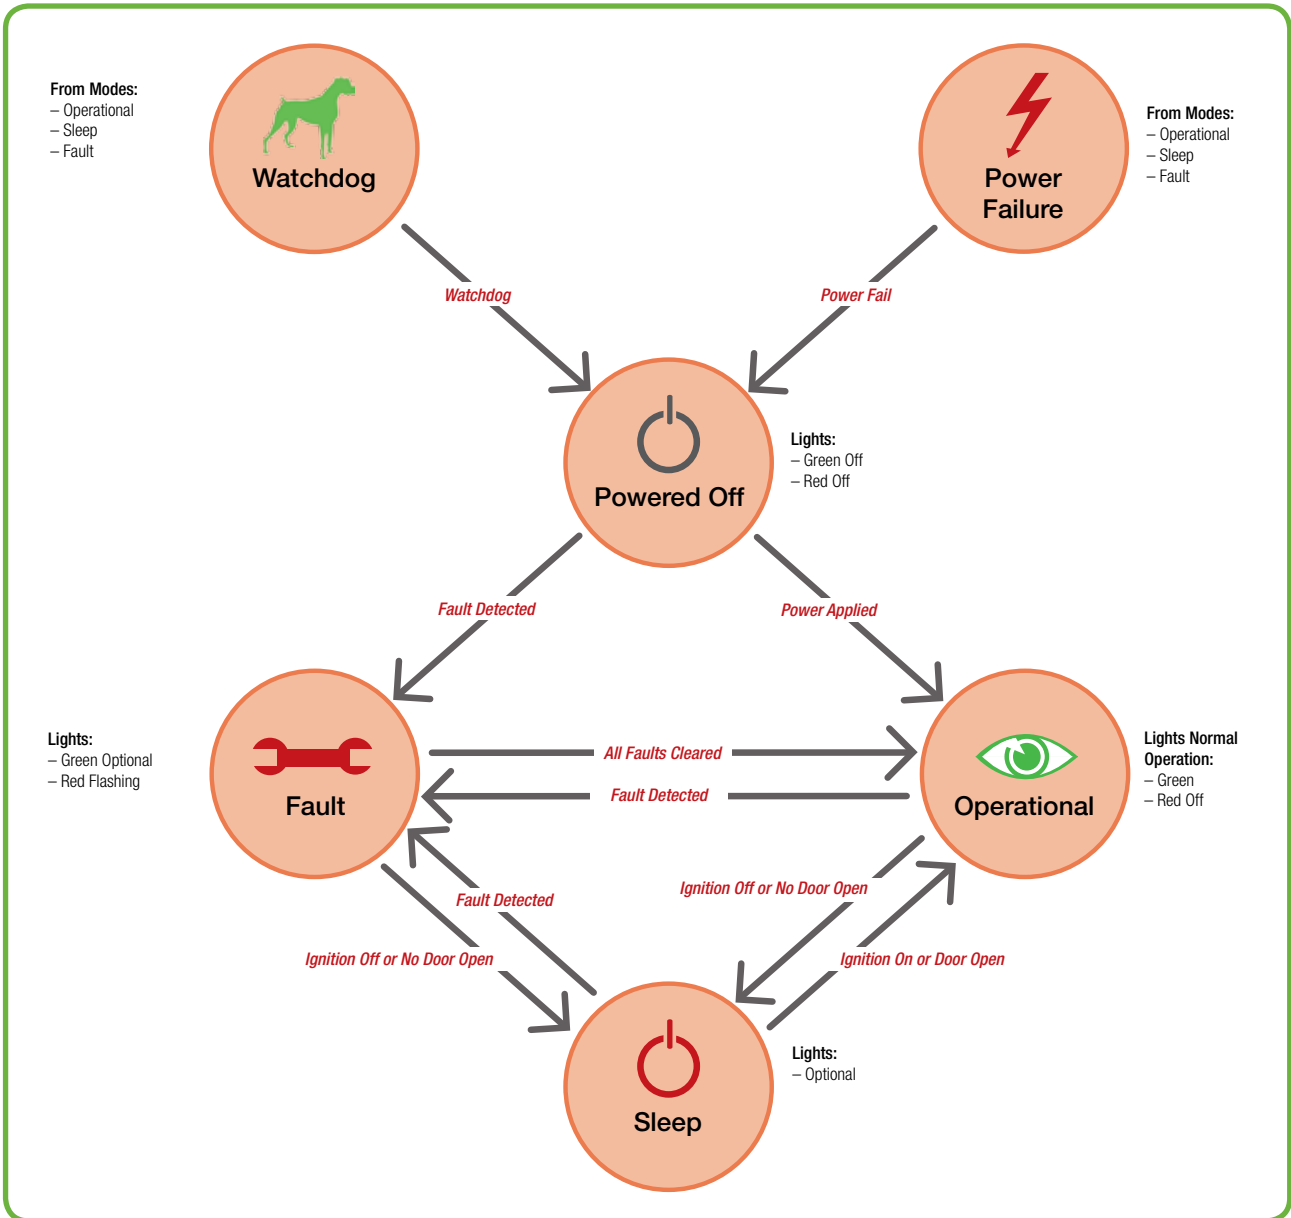 From Modes:
– Operational
– Sleep
– Fault
Watchdog
Power
Failure
From Modes:
– Operational
– Sleep
– Fault
Watchdog
Power Fail
Powered Off
Lights:
– Green Off
– Red Off
Fault Detected
Power Applied
Lights:
– Green Optional
– Red Flashing
Fault
All Faults Cleared
Fault Detected
Operational
Lights Normal
Operation:
– Green
– Red Off
Fault Detected
Ignition Off or No Door Open
Ignition Off or No Door Open
Ignition On or Door Open
Sleep
Lights:
– Optional